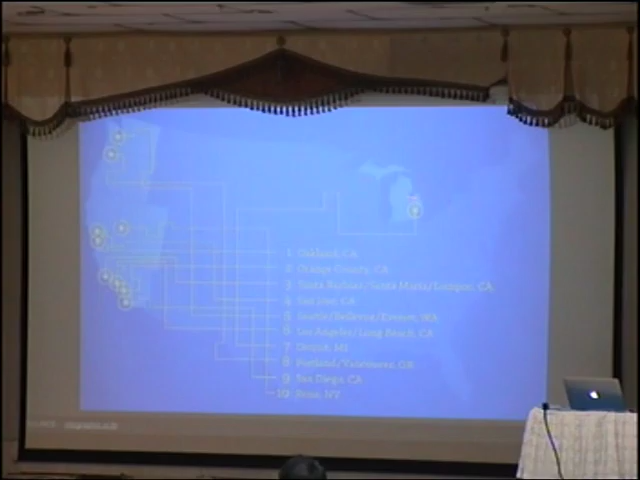 1 Oakland, CA
2 Orange County, CA
3 Santa Barbara/Santa Maria/Lompoc, CA
4 San Jose, CA
5 Seattle/Bellevue/Everett, WA
6 Los Angeles/Long Beach, CA
7 Detroit, MI
8 Portland/Vancouver, OR
9 San Diego, CA
10 Reno, NV